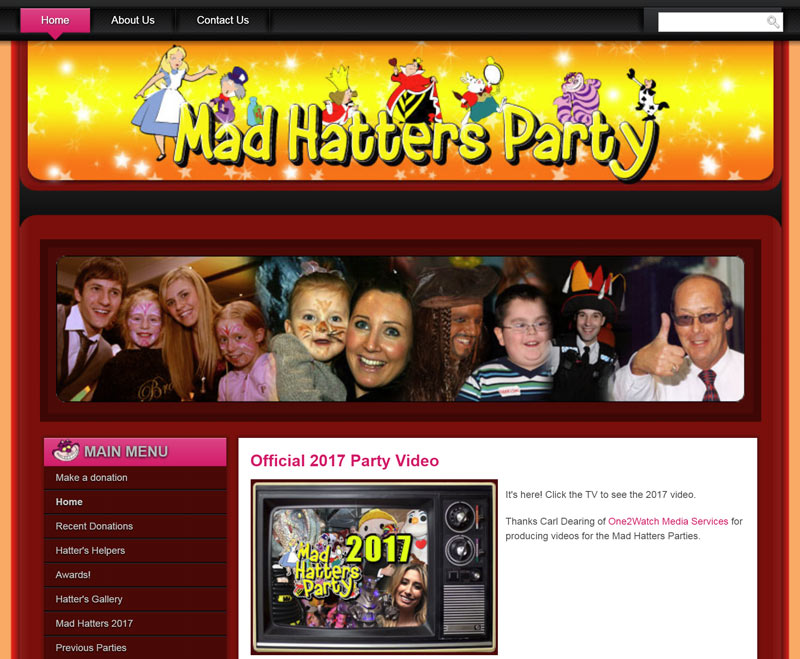 Home
About Us
Contact Us
Mad Hatters Party
MAIN MENU
Make a donation
Home
Recent Donations
Hatter's Helpers
Awards!
Hatter's Gallery
Mad Hatters 2017
Previous Parties
Official 2017 Party Video
Mad
Hatters
Party
2017
It's here! Click the TV to see the 2017 video.
Thanks Carl Dearing of One2Watch Media Services for
producing videos for the Mad Hatters Parties.